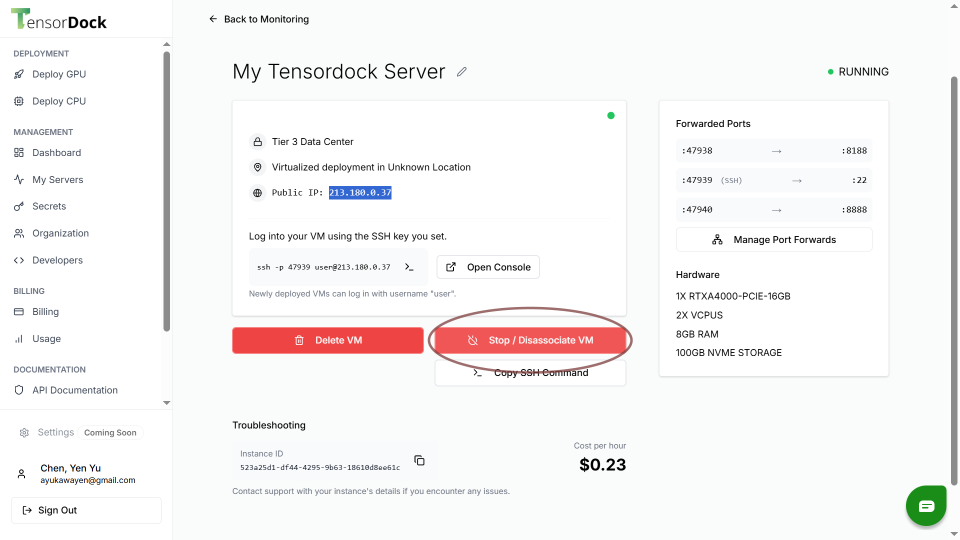 TensorDock
DEPLOYMENT
Deploy GPU
Deploy CPU
MANAGEMENT
Dashboard
My Servers
Secrets
Organization
Developers
BILLING
Billing
Usage
DOCUMENTATION
API Documentation
Settings Coming Soon
Chen, Yen Yu
ayukawayen@gmail.com
Sign Out
Back to Monitoring
My Tensordock Server
RUNNING
Tier 3 Data Center
Virtualized deployment in Unknown Location
Public IP: 213.180.0.37
Log into your VM using the SSH key you set.
ssh -p 47939 user@213.180.0.37
Open Console
Newly deployed VMs can log in with username "user".
Delete VM
Stop / Disassociate VM
Copy SSH Command
Troubleshooting
Instance ID
523a25d1-df44-4295-9b63-18610d8ee61c
Cost per hour
$0.23
Contact support with your instance's details if you encounter any issues.
Forwarded Ports
:47938 → :8188
:47939 (SSH) → :22
:47940 → :8888
Manage Port Forwards
Hardware
1X RTXA4000-PCIE-16GB
2X VCPUS
8GB RAM
100GB NVME STORAGE